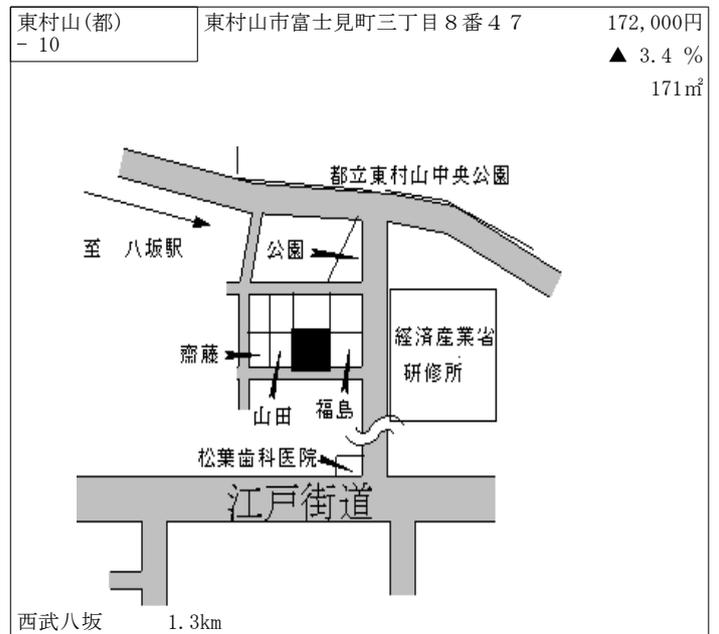 東村山(都)
- 10
東村山市富士見町三丁目８番４７
172,000円
▲ 3.4 %
171㎡
都立東村山中央公園
至 八坂駅
公園
経済産業省
研修所
齋藤
山田
福島
松葉歯科医院
江戸街道
西武八坂 1.3km